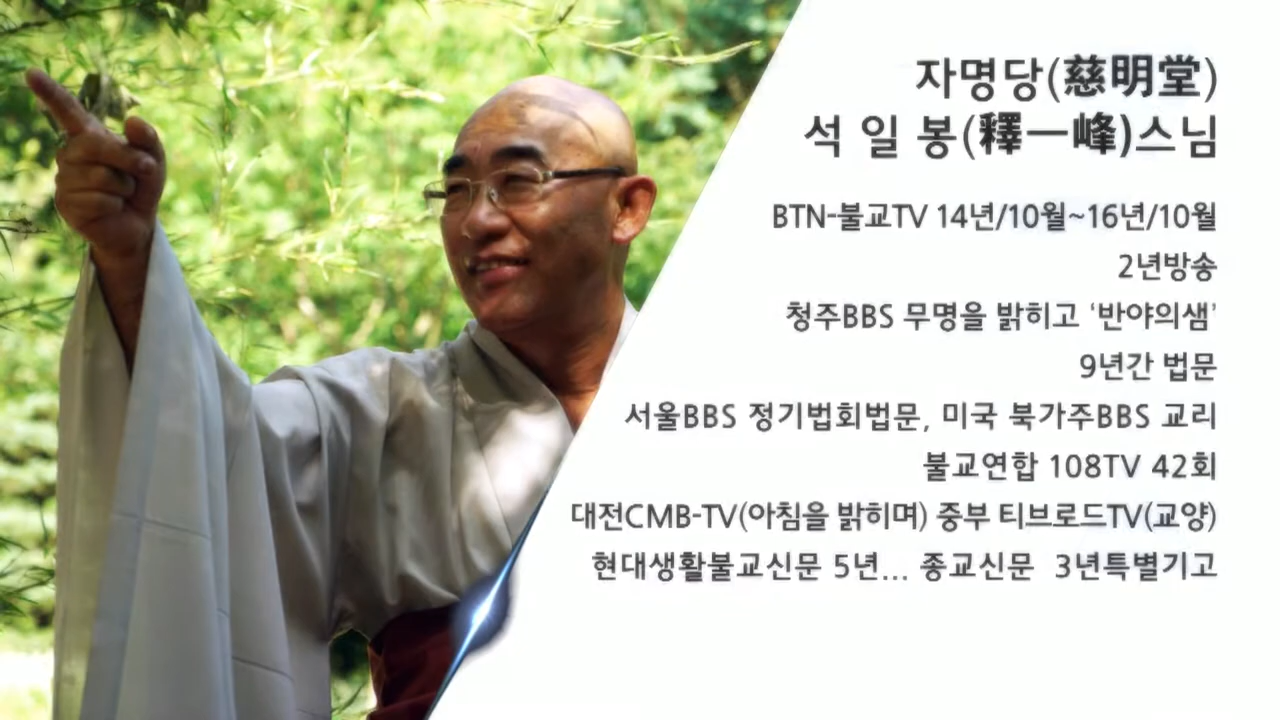 자명당(慈明堂)
석 일 봉(釋一峰)스님
BTN-불교TV 14년/10월~16년/10월
2년방송
청주BBS 무명을 밝히고 ‘반야의샘’
9년간 법문
서울BBS 정기법회법문, 미국 북가주BBS 교리
불교연합 108TV 42회
대전CMB-TV(아침을 밝히며) 중부 티브로드TV(교양)
현대생활불교신문 5년... 종교신문 3년특별기고